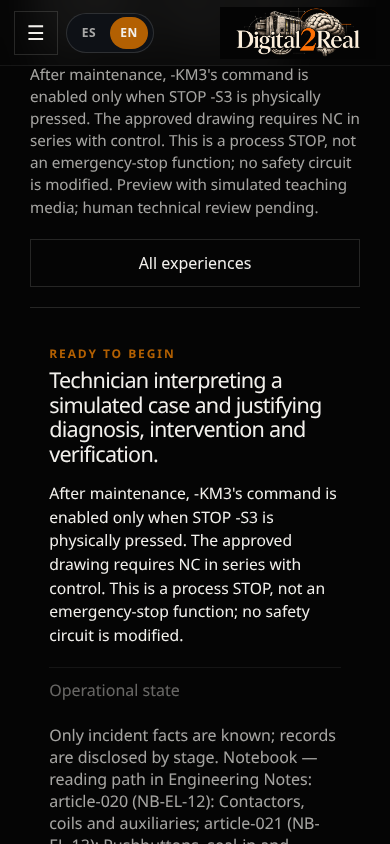 ☰
ES
EN
Digital2Real
After maintenance, -KM3's command is
enabled only when STOP -S3 is physically
pressed. The approved drawing requires NC in
series with control. This is a process STOP, not
an emergency-stop function; no safety circuit
is modified. Preview with simulated teaching
media; human technical review pending.
All experiences
READY TO BEGIN
Technician interpreting a
simulated case and justifying
diagnosis, intervention and
verification.
After maintenance, -KM3's command is
enabled only when STOP -S3 is
physically pressed. The approved
drawing requires NC in series with
control. This is a process STOP, not an
emergency-stop function; no safety
circuit is modified.
Operational state
Only incident facts are known; records
are disclosed by stage. Notebook —
reading path in Engineering Notes:
article-020 (NB-EL-12): Contactors,
coils and auxiliaries; article-021 (NB-
EL-13): Pushbuttons, seal-in and